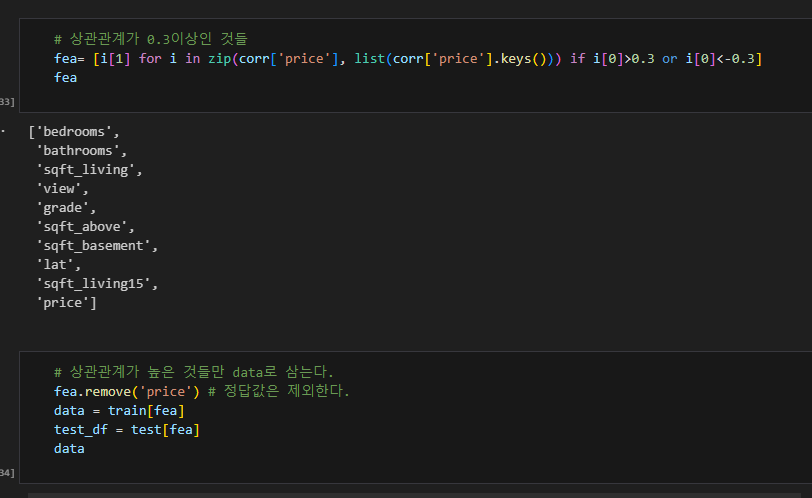 # 상관관계가 0.3이상인 것들
fea= [i[1] for i in zip(corr['price'], list(corr['price'].keys())) if i[0]>0.3 or i[0]<-0.3]
fea
33]
['bedrooms',
'bathrooms',
'sqft_living',
'view',
'grade',
'sqft_above',
'sqft_basement',
'lat',
'sqft_living15',
'price']
# 상관관계가 높은 것들만 data로 삼는다.
fea.remove('price') # 정답값은 제외한다.
data = train[fea]
test_df = test[fea]
data
34]